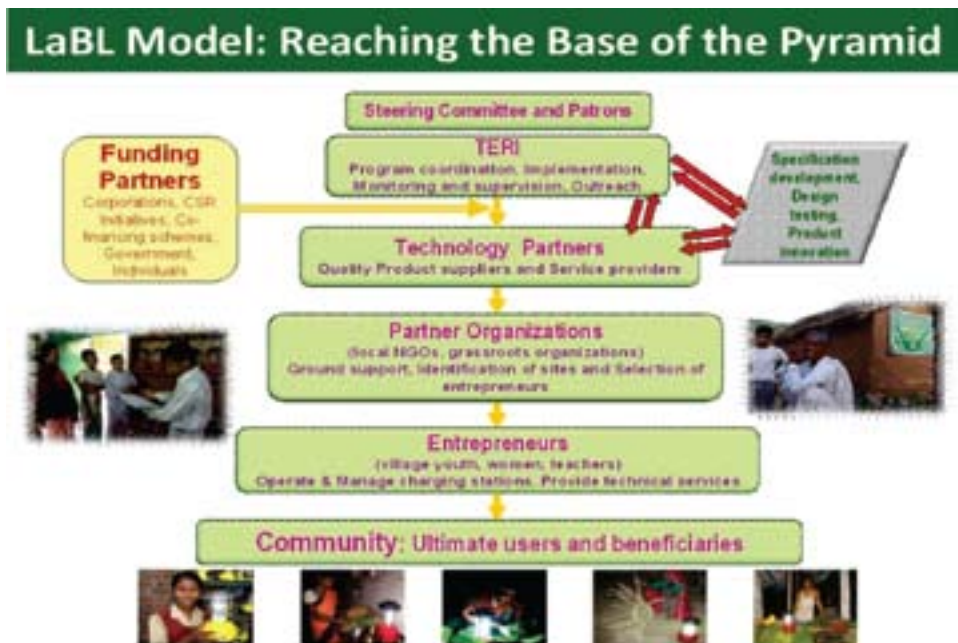 LaBL Model: Reaching the Base of the Pyramid
Steering Committee and Patrons
TERI
Program coordination, Implementation,
Monitoring and supervision, Outreach
Funding
Partners
Corporations, CSR
Initiatives, Co-
financing schemes,
Government,
Individuals
Specification
development,
Design
testing,
Product
innovation
Technology Partners
Quality Product suppliers and Service providers
Partner Organizations
(local NGOs, grassroots organizations)
Ground support, Identification of sites and Selection of
entrepreneurs
Entrepreneurs
(village youth, women, teachers)
Operate & Manage charging stations, Provide technical services
Community: Ultimate users and beneficiaries